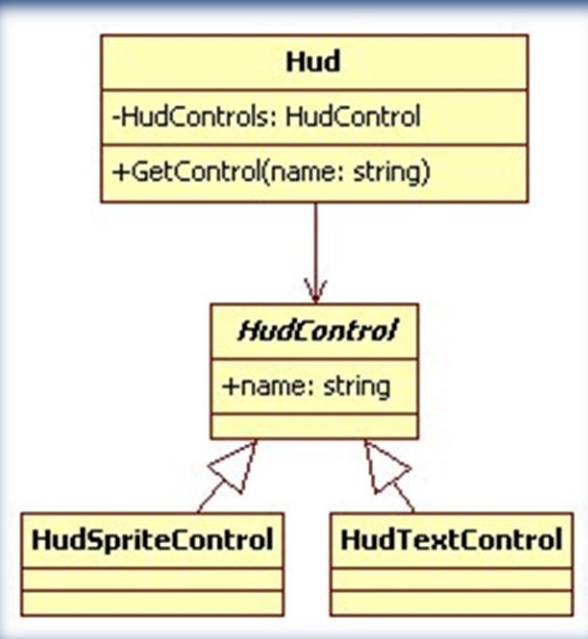 Hud
-HudControls: HudControl
+GetControl(name: string)
HudControl
+name: string
HudSpriteControl
HudTextControl